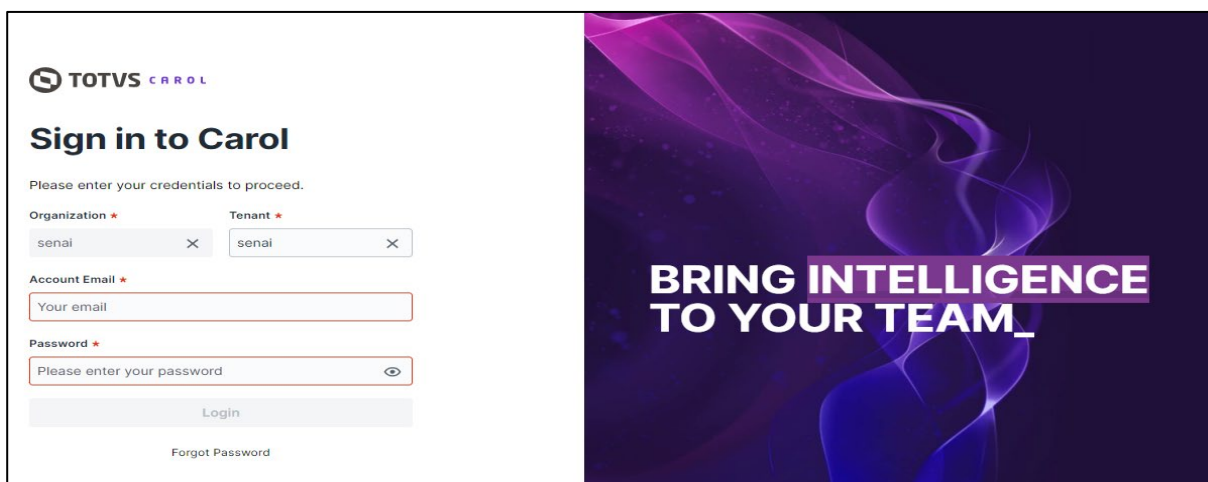 TOTVS CAROL
Sign in to Carol
Please enter your credentials to proceed.
Organization ★ Tenant ★
senai senai
Account Email ★
Your email
Password ★
Please enter your password
Login
Forgot Password
BRING INTELLIGENCE
TO YOUR TEAM_